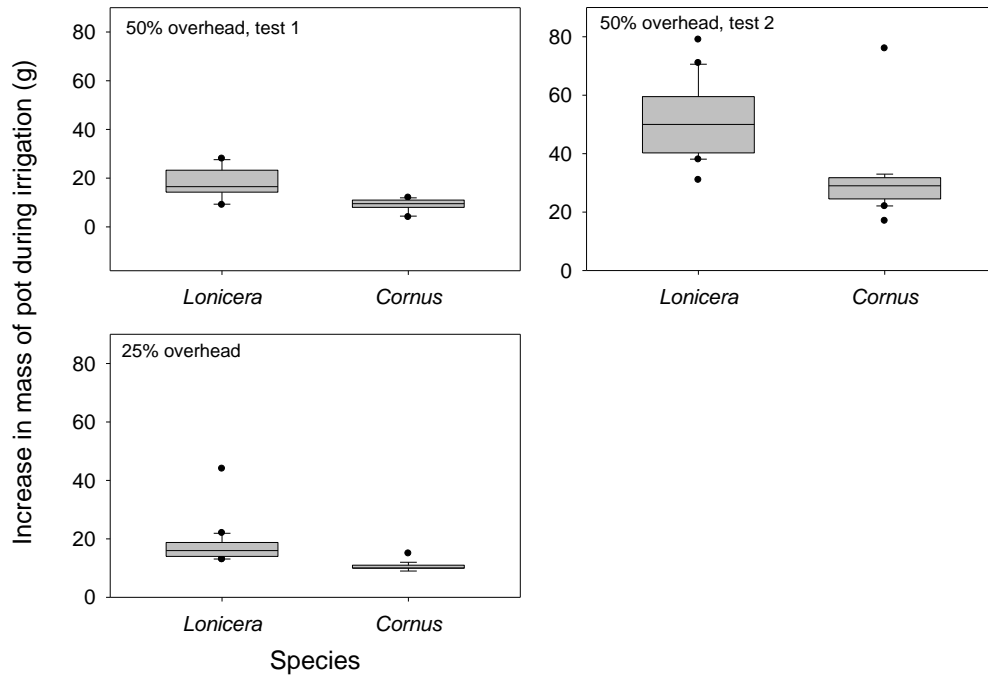 Increase in mass of pot during irrigation (g)
50% overhead, test 1
80
60
40
20
0
Lonicera Cornus
50% overhead, test 2
80
60
40
20
0
Lonicera Cornus
25% overhead
80
60
40
20
0
Lonicera Cornus
Species